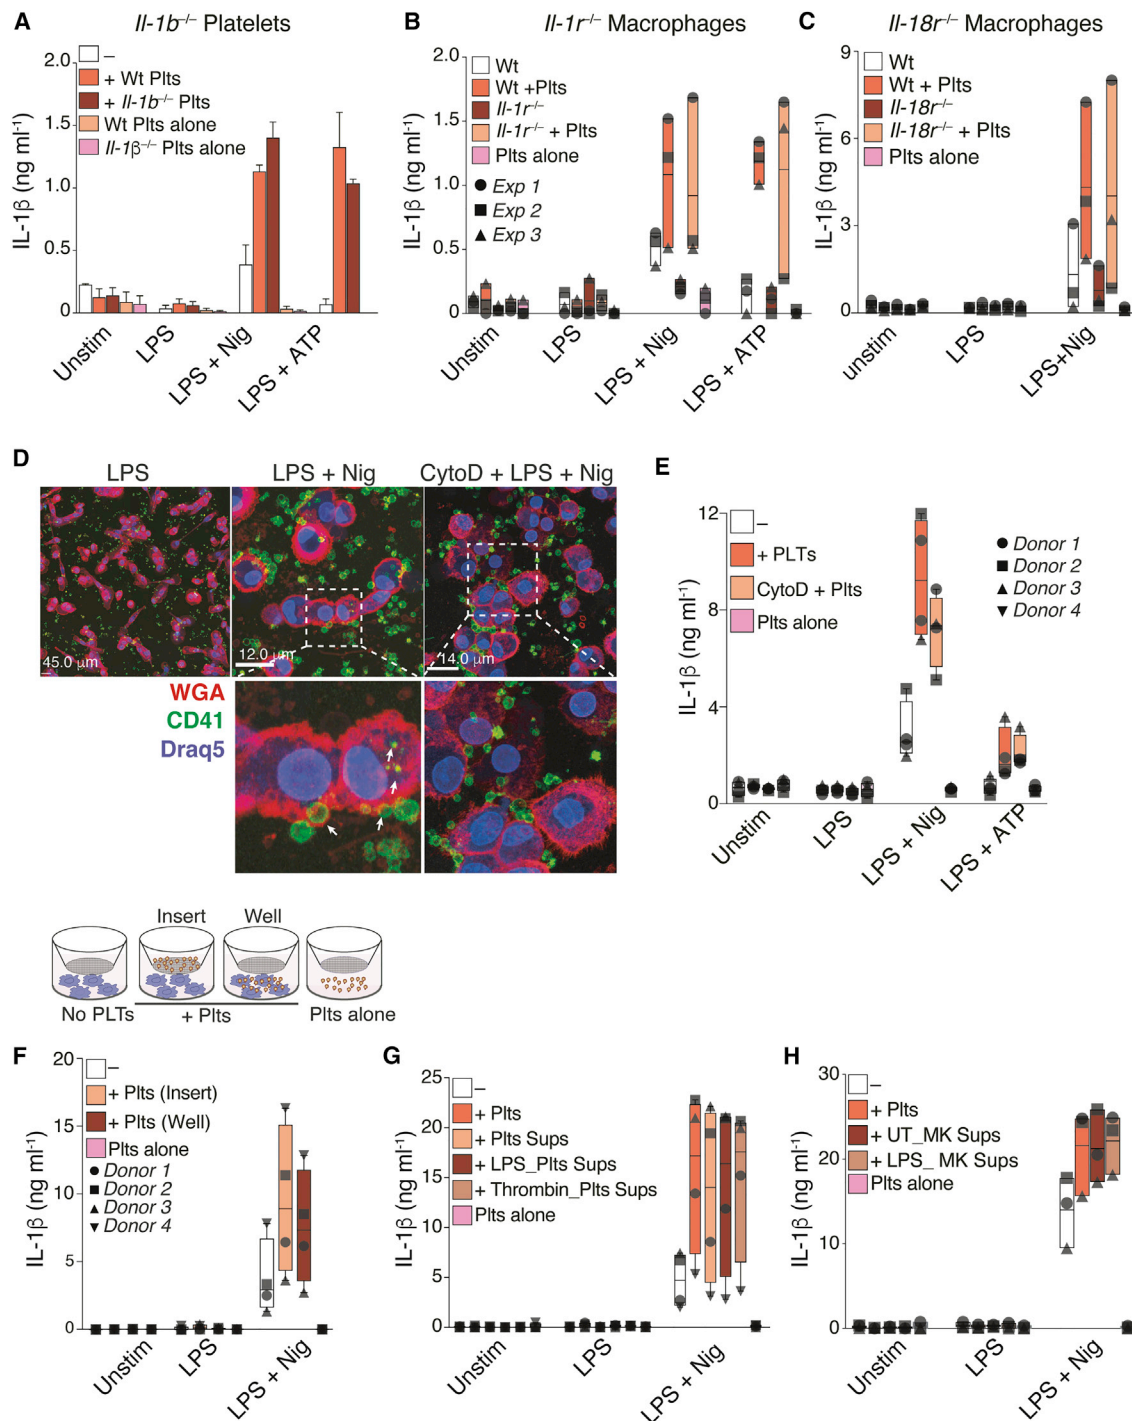 A
Il-1b–/– Platelets
IL-1β (ng ml-1)
2.0
1.5
1.0
0.5
0
–
+ Wt Plts
+ Il-1b–/– Plts
Wt Plts alone
Il-1β–/– Plts alone
Unstim
LPS
LPS + Nig
LPS + ATP
B
Il-1r–/– Macrophages
IL-1β (ng ml-1)
2.0
1.5
1.0
0.5
0
Wt
Wt +Plts
Il-1r–/–
Il-1r–/– + Plts
Plts alone
Exp 1
Exp 2
Exp 3
Unstim
LPS
LPS + Nig
LPS + ATP
C
Il-18r–/– Macrophages
IL-1β (ng ml-1)
9
6
3
0
Wt
Wt + Plts
Il-18r–/–
Il-18r–/– + Plts
Plts alone
unstim
LPS
LPS+Nig
D
LPS
LPS + Nig
CytoD + LPS + Nig
45.0 μm
12.0 μm
14.0 μm
WGA
CD41
Draq5
E
IL-1β (ng ml-1)
12
8
4
0
–
+ PLTs
CytoD + Plts
Plts alone
Donor 1
Donor 2
Donor 3
Donor 4
Unstim
LPS
LPS + Nig
LPS + ATP
Insert
Well
No PLTs
+ Plts
Plts alone
F
IL-1β (ng ml-1)
20
15
10
5
0
–
+ Plts (Insert)
+ Plts (Well)
Plts alone
Donor 1
Donor 2
Donor 3
Donor 4
Unstim
LPS
LPS + Nig
G
IL-1β (ng ml-1)
25
20
15
10
5
0
–
+ Plts
+ Plts Sups
+ LPS_Plts Sups
+ Thrombin_Plts Sups
Plts alone
Unstim
LPS
LPS + Nig
H
IL-1β (ng ml-1)
30
20
10
0
–
+ Plts
+ UT_MK Sups
+ LPS_ MK Sups
Plts alone
Unstim
LPS
LPS + Nig